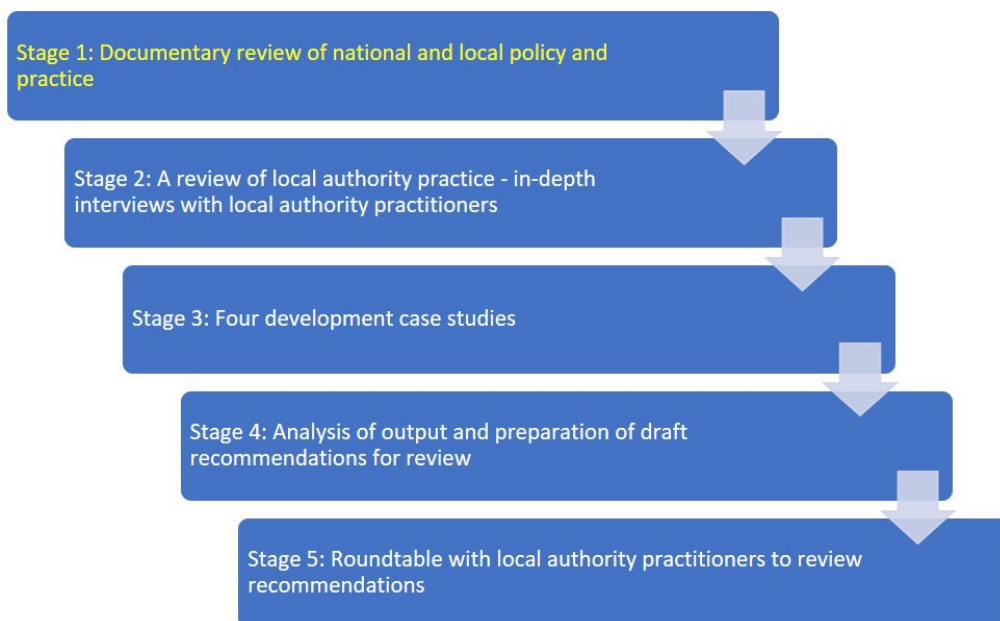 Stage 1: Documentary review of national and local policy and
practice
Stage 2: A review of local authority practice - in-depth
interviews with local authority practitioners
Stage 3: Four development case studies
Stage 4: Analysis of output and preparation of draft
recommendations for review
Stage 5: Roundtable with local authority practitioners to review
recommendations